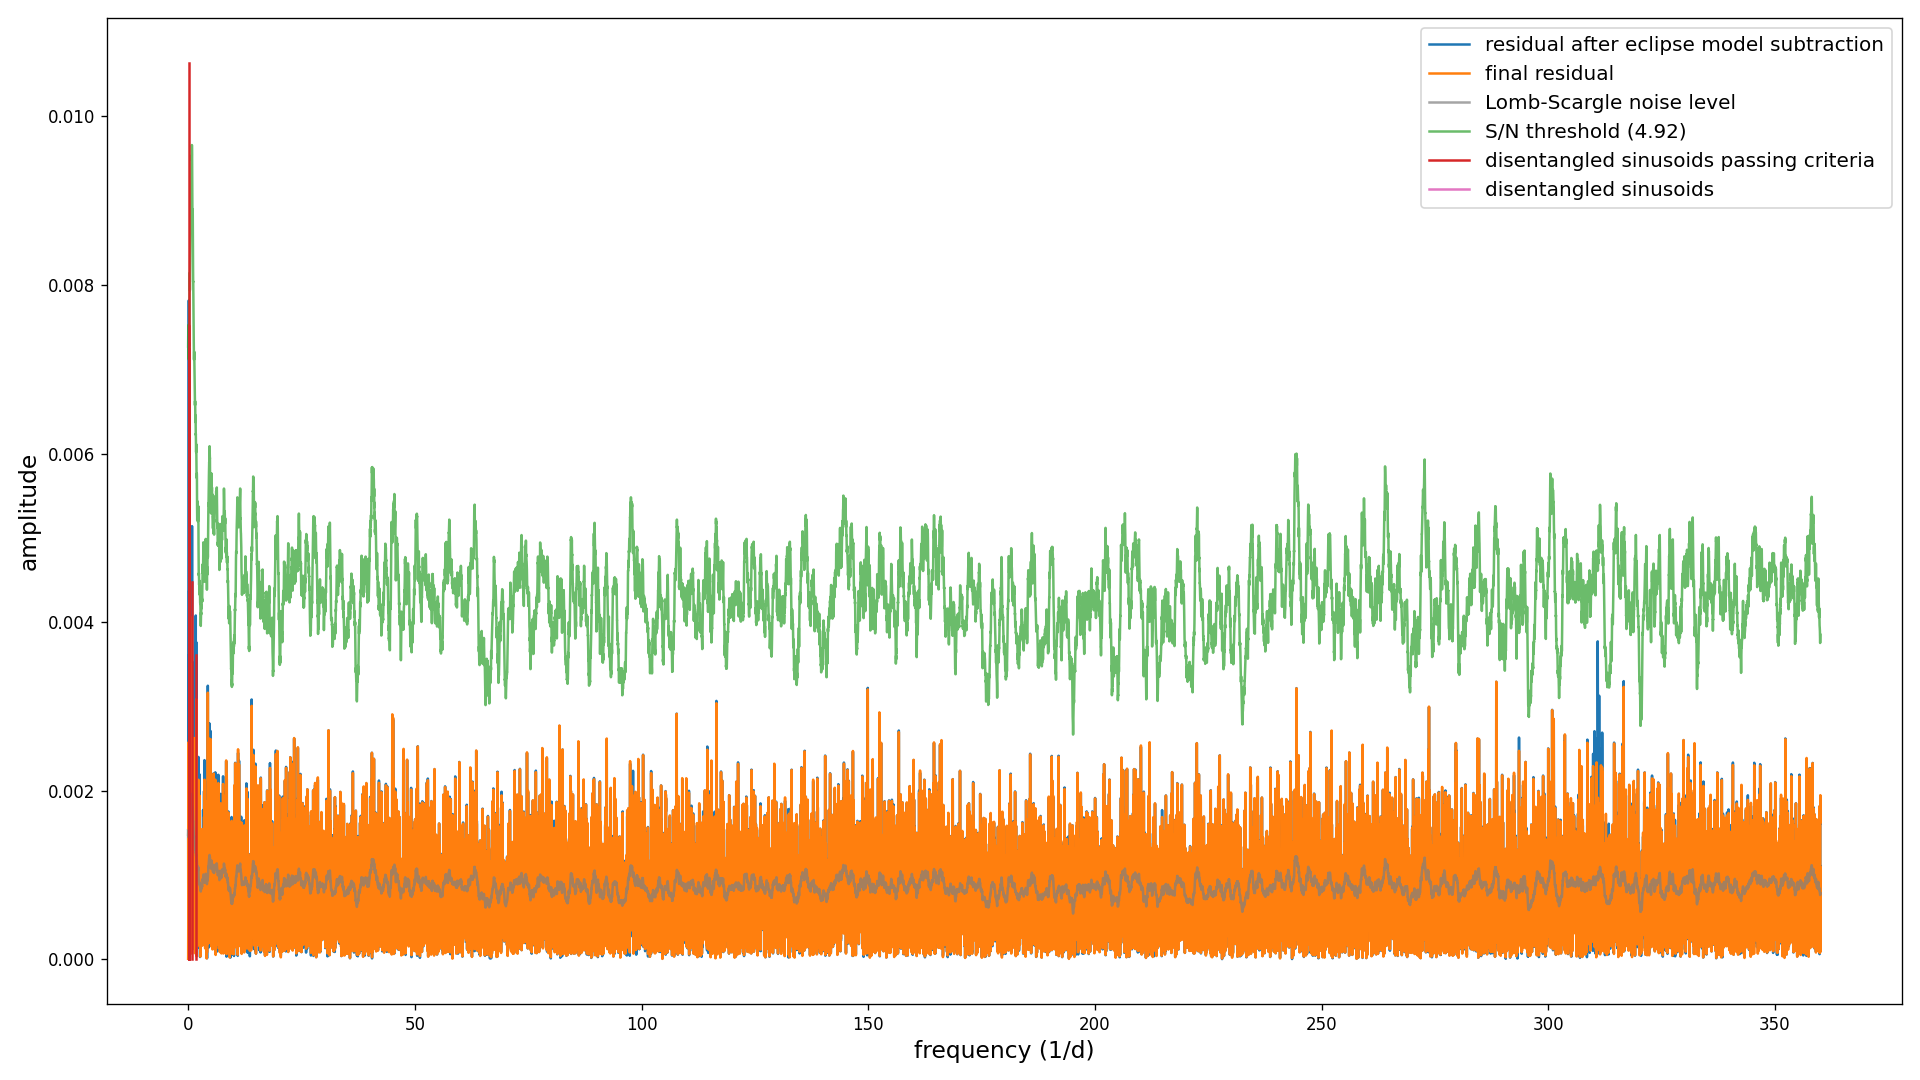 residual after eclipse model subtraction
final residual
Lomb-Scargle noise level
S/N threshold (4.92)
disentangled sinusoids passing criteria
disentangled sinusoids
0.010
0.008
0.006
0.004
0.002
0.000
amplitude
0 50 100 150 200 250 300 350
frequency (1/d)